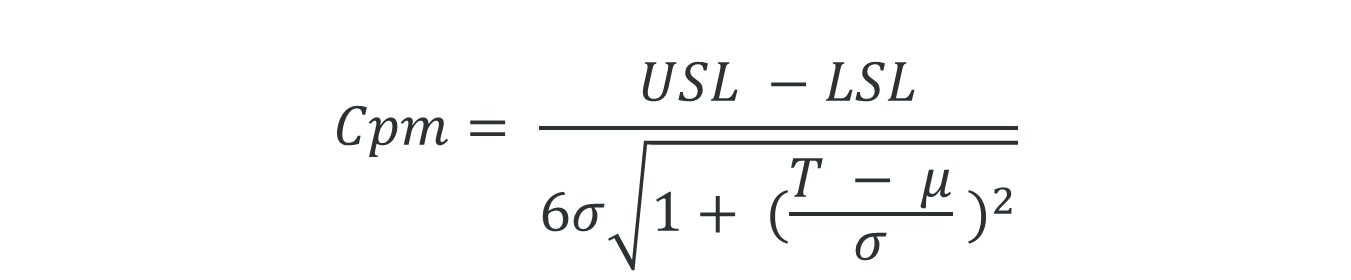 Cpm = USL − LSL
6σ√1 + (T − μ
σ)²